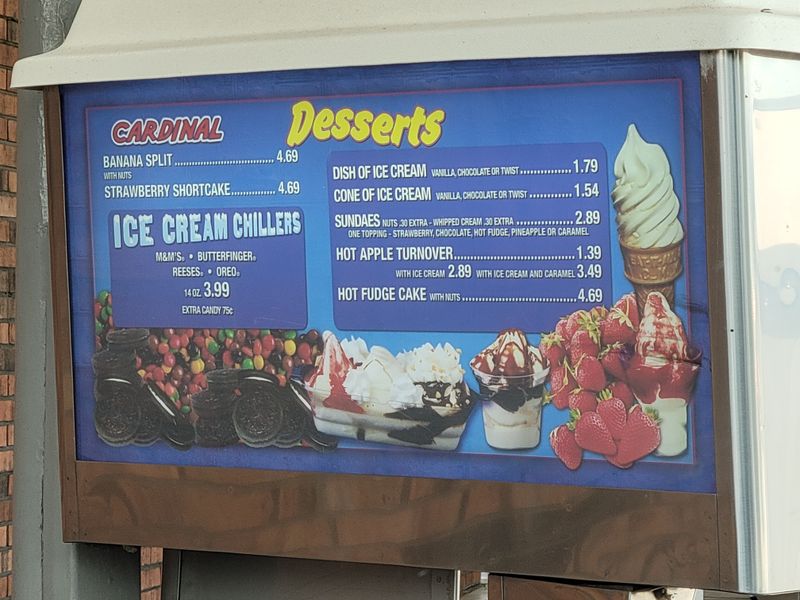 CARDINAL
Desserts
BANANA SPLIT.............................. 4.69
WITH NUTS
STRAWBERRY SHORTCAKE.............. 4.69
ICE CREAM CHILLERS
M&M'S® • BUTTERFINGER®
REESES® • OREO®
14 OZ. 3.99
EXTRA CANDY 75¢
DISH OF ICE CREAM VANILLA, CHOCOLATE OR TWIST..................1.79
CONE OF ICE CREAM VANILLA, CHOCOLATE OR TWIST ................1.54
SUNDAES NUTS .30 EXTRA - WHIPPED CREAM .30 EXTRA ...................2.89
ONE TOPPING - STRAWBERRY, CHOCOLATE, HOT FUDGE, PINEAPPLE OR CARAMEL
HOT APPLE TURNOVER...............................1.39
WITH ICE CREAM 2.89 WITH ICE CREAM AND CARAMEL 3.49
HOT FUDGE CAKE WITH NUTS ..............................4.69